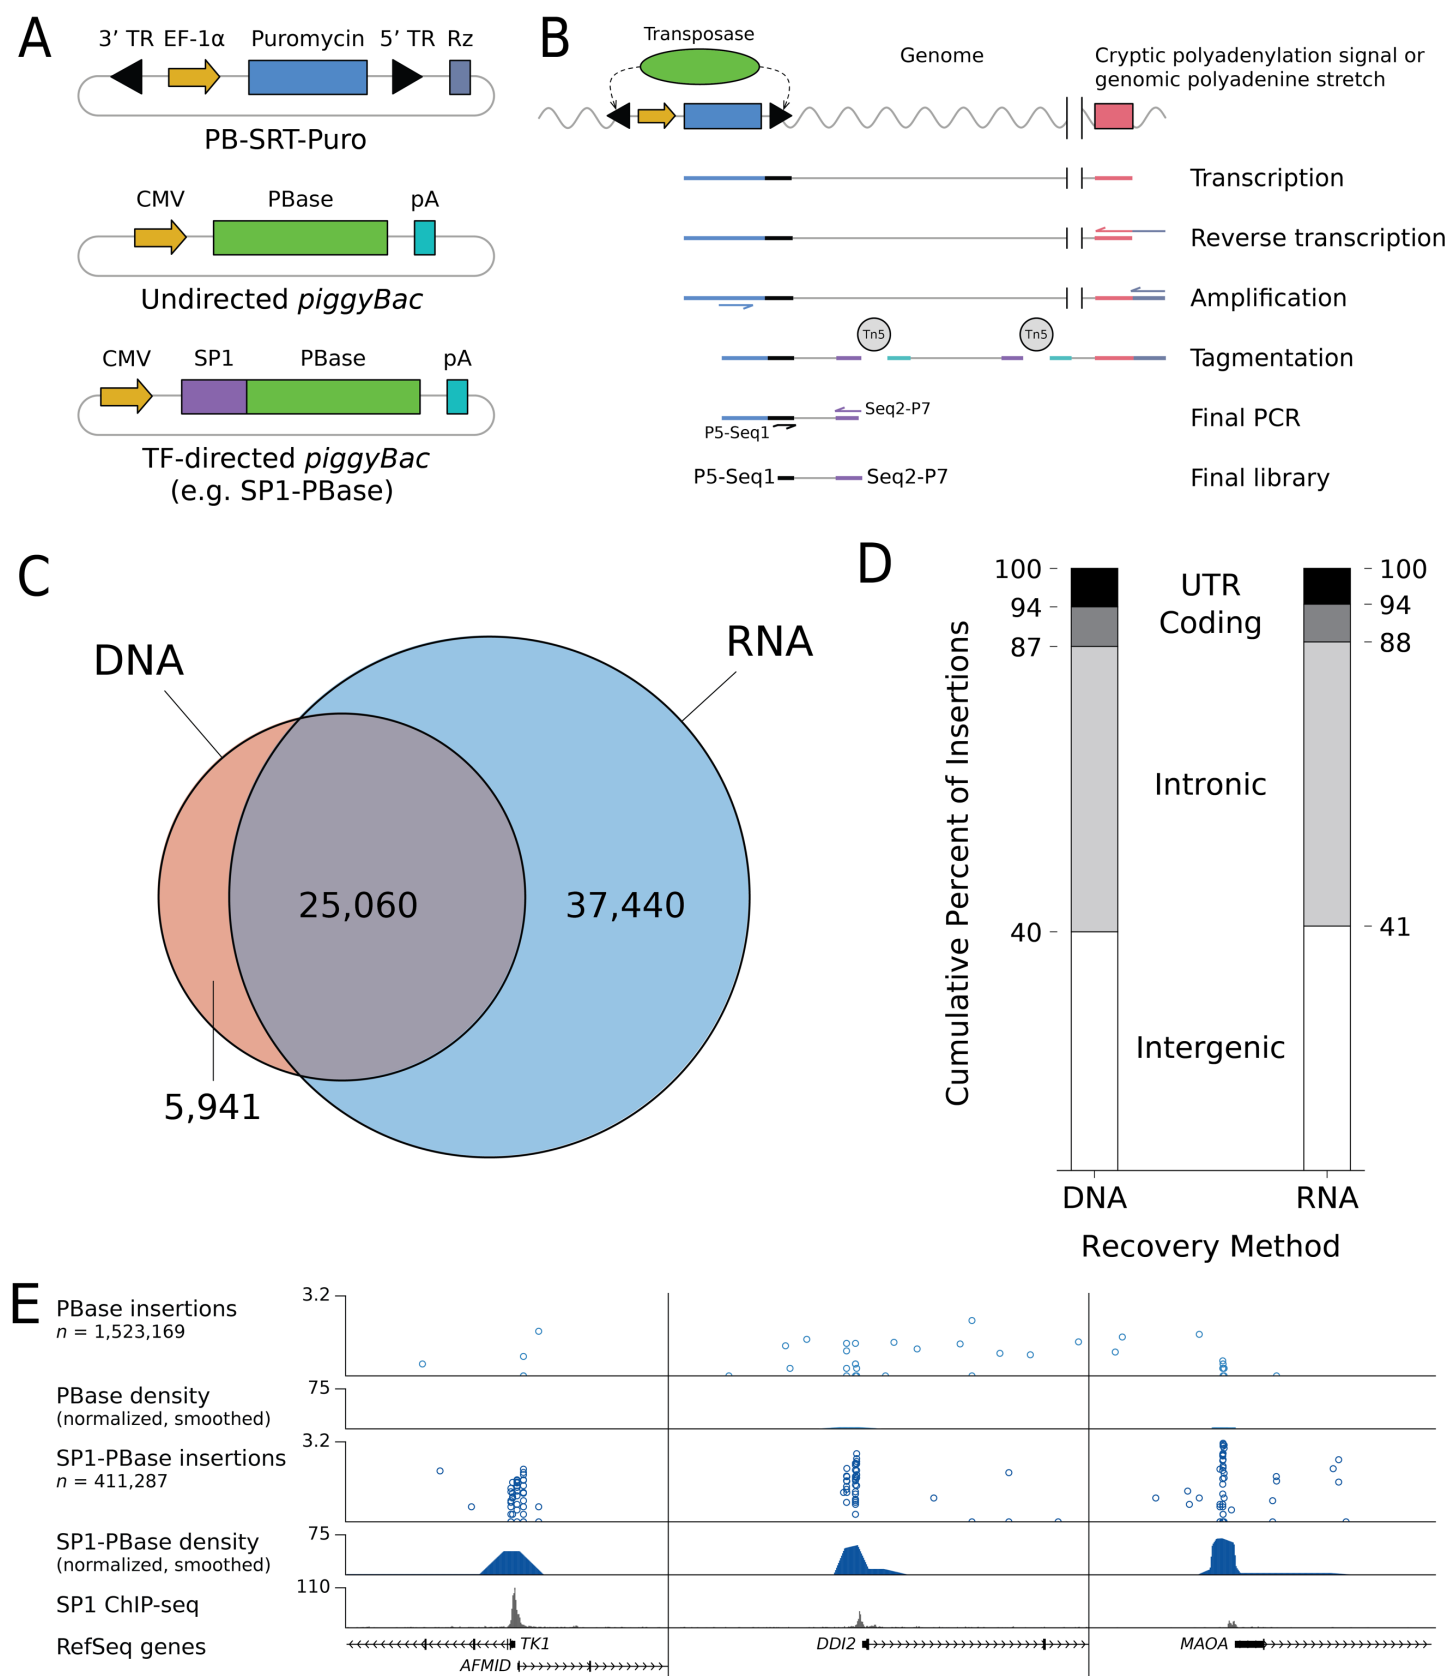 A
3’ TR EF-1α Puromycin 5’ TR Rz
PB-SRT-Puro
CMV PBase pA
Undirected piggyBac
CMV SP1 PBase pA
TF-directed piggyBac
(e.g. SP1-PBase)
B
Transposase
Genome
Cryptic polyadenylation signal or
genomic polyadenine stretch
Transcription
Reverse transcription
Amplification
Tn5 Tn5
Tagmentation
Seq2-P7
P5-Seq1
Final PCR
P5-Seq1 Seq2-P7
Final library
C
DNA
RNA
25,060
37,440
5,941
D
Cumulative Percent of Insertions
100
94
87
40
UTR
Coding
Intronic
Intergenic
100
94
88
41
DNA RNA
Recovery Method
E
PBase insertions
n = 1,523,169
3.2
PBase density
(normalized, smoothed)
75
SP1-PBase insertions
n = 411,287
3.2
SP1-PBase density
(normalized, smoothed)
75
SP1 ChIP-seq
110
RefSeq genes
TK1
AFMID
DDI2
MAOA